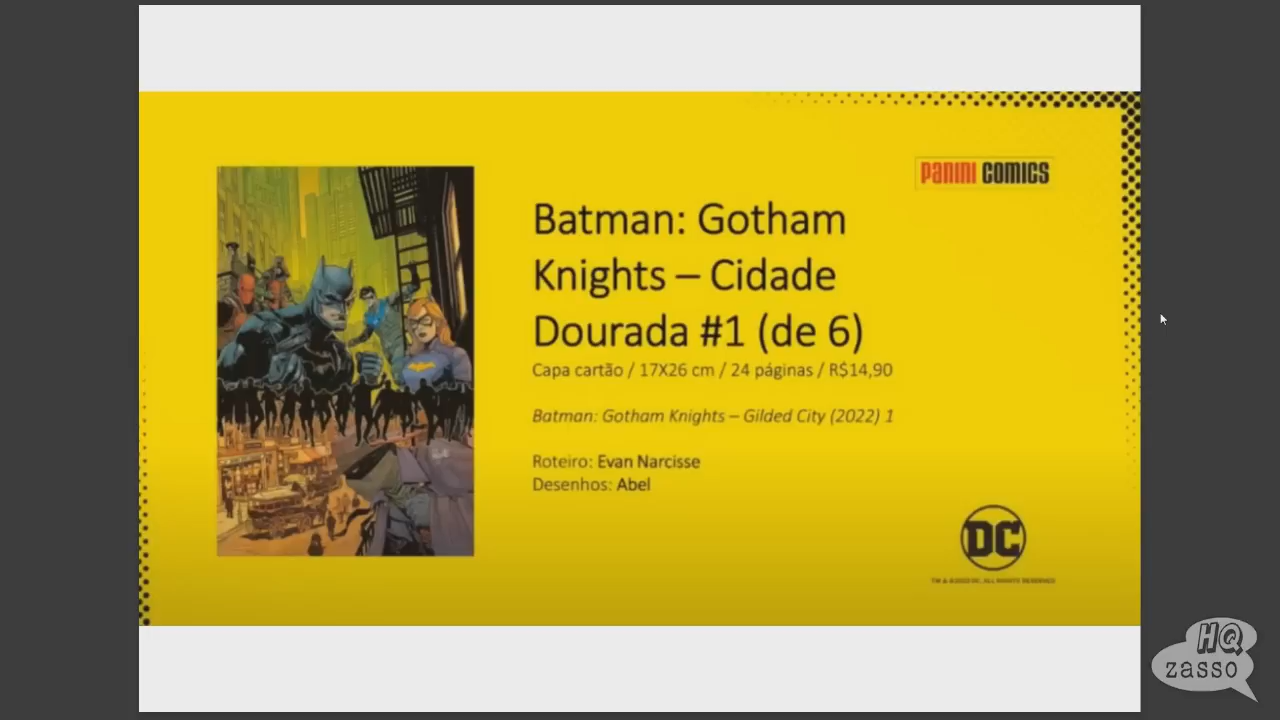 PANINI COMICS
Batman: Gotham
Knights – Cidade
Dourada #1 (de 6)
Capa cartão / 17X26 cm / 24 páginas / R$14,90
Batman: Gotham Knights – Gilded City (2022) 1
Roteiro: Evan Narcisse
Desenhos: Abel
DC
HQ
zasso